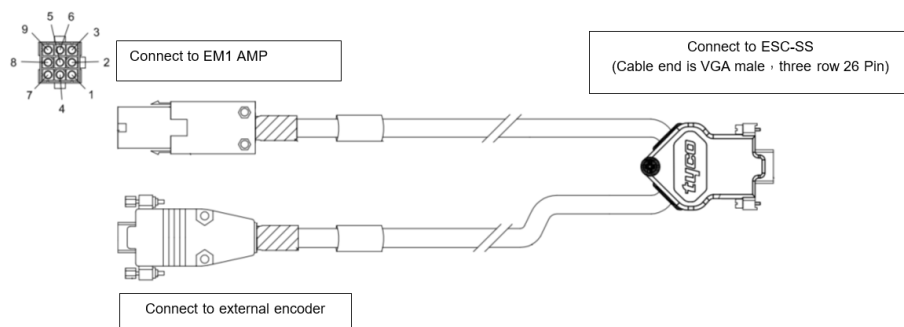 5 6
9 3
8 2
7 1
4
Connect to EM1 AMP
Connect to ESC-SS
(Cable end is VGA male,three row 26 Pin)
tyco
Connect to external encoder